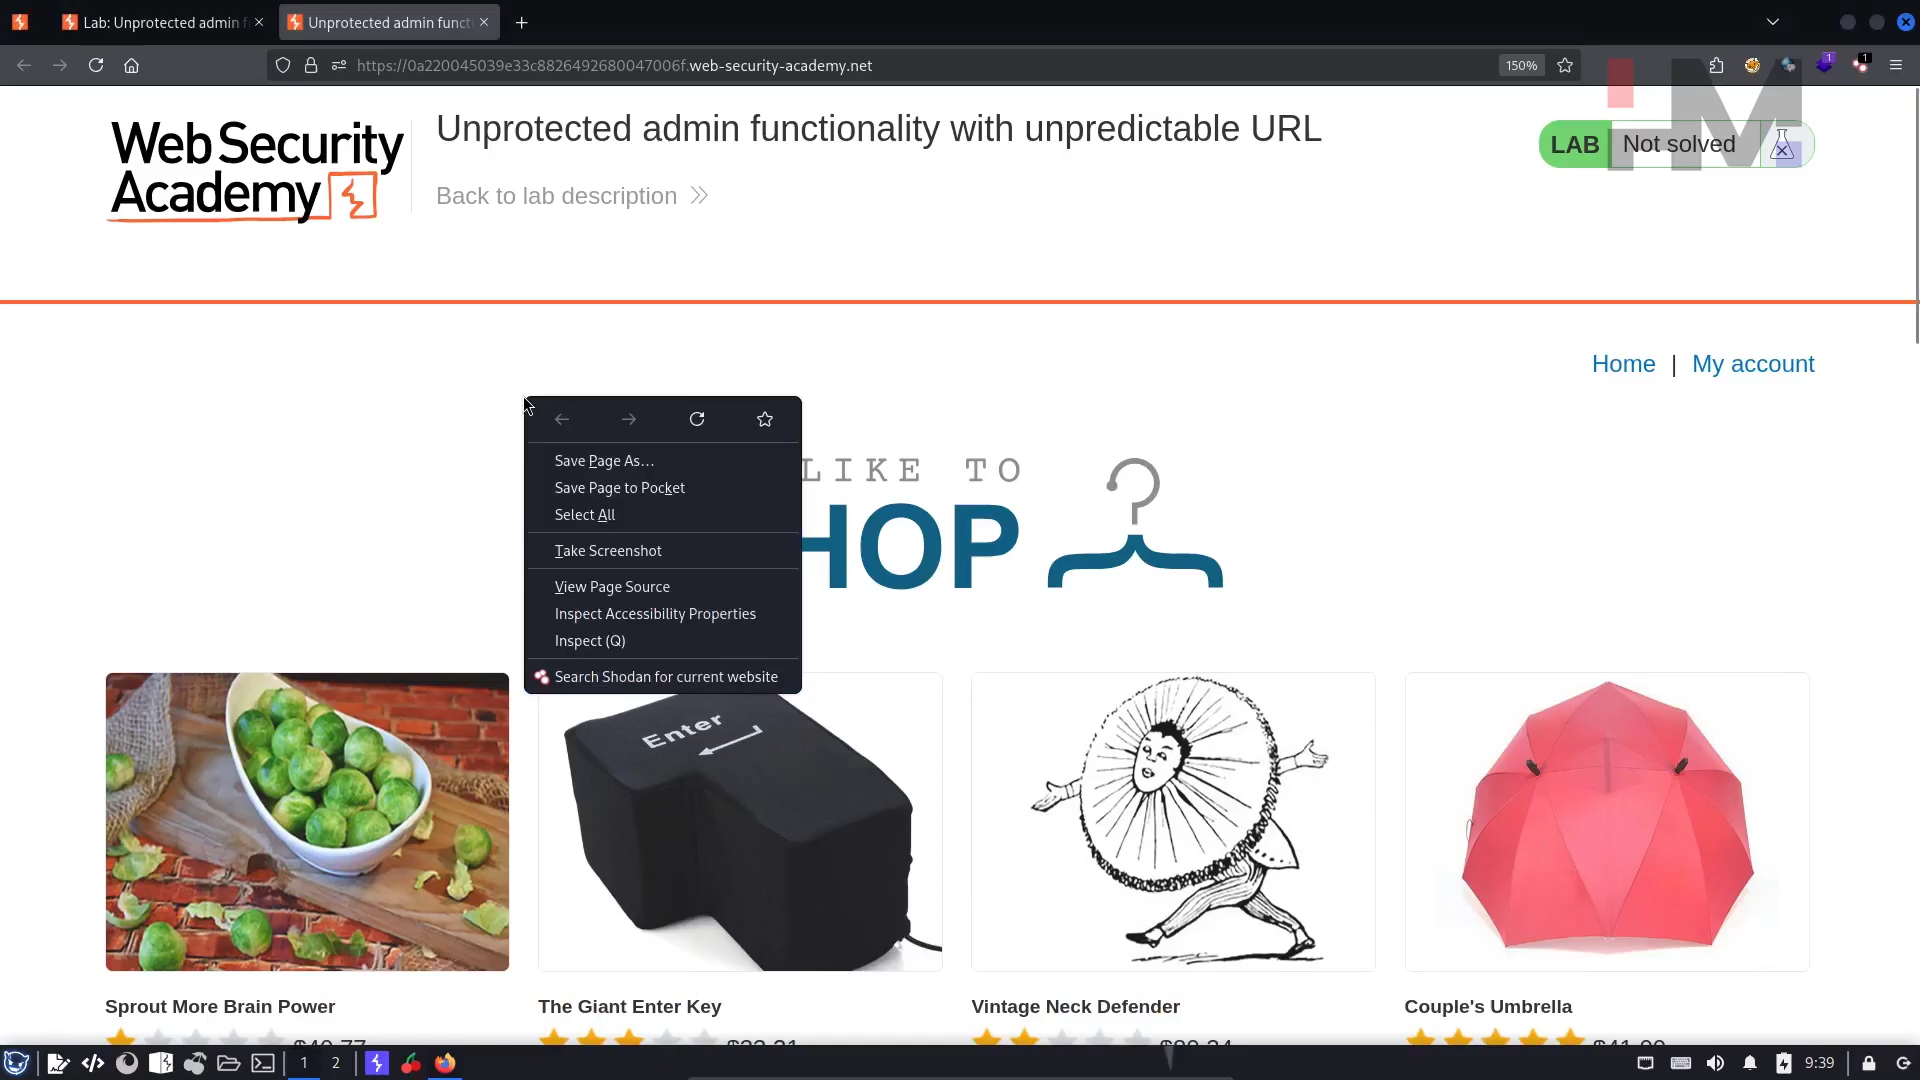 Lab: Unprotected admin f
Unprotected admin funct
https://0a220045039e33c8826492680047006f.web-security-academy.net
150%
1
1
Web Security
Academy
Unprotected admin functionality with unpredictable URL
Back to lab description
LAB
Not solved
Home | My account
Save Page As…
Save Page to Pocket
Select All
Take Screenshot
View Page Source
Inspect Accessibility Properties
Inspect (Q)
Search Shodan for current website
LIKE TO
HOP
Enter
Sprout More Brain Power
The Giant Enter Key
Vintage Neck Defender
Couple's Umbrella
1
2
9:39